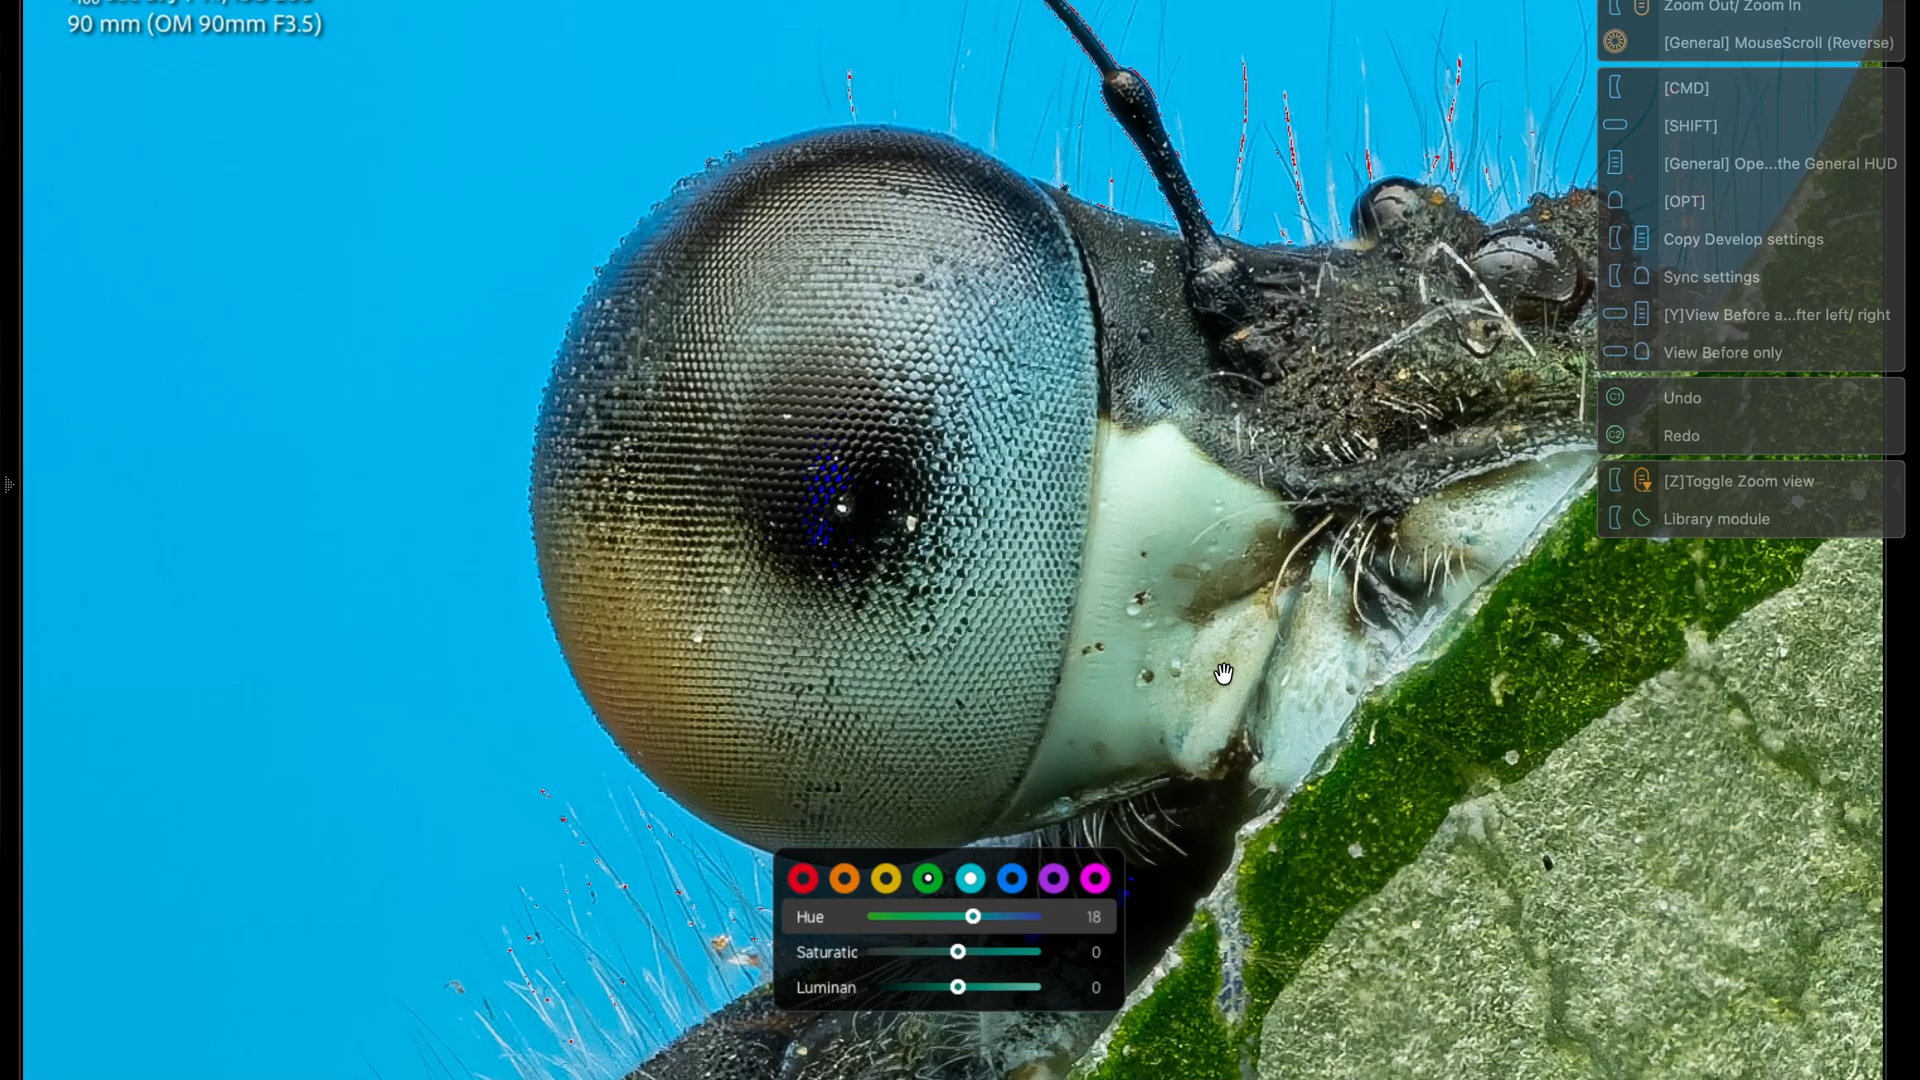 90 mm (OM 90mm F3.5)
Zoom Out/ Zoom In
[General] MouseScroll (Reverse)
[CMD]
[SHIFT]
[General] Ope...the General HUD
[OPT]
Copy Develop settings
Sync settings
[Y]View Before a...fter left/ right
View Before only
C1 Undo
C2 Redo
[Z]Toggle Zoom view
Library module
Hue 18
Saturatic 0
Luminan 0